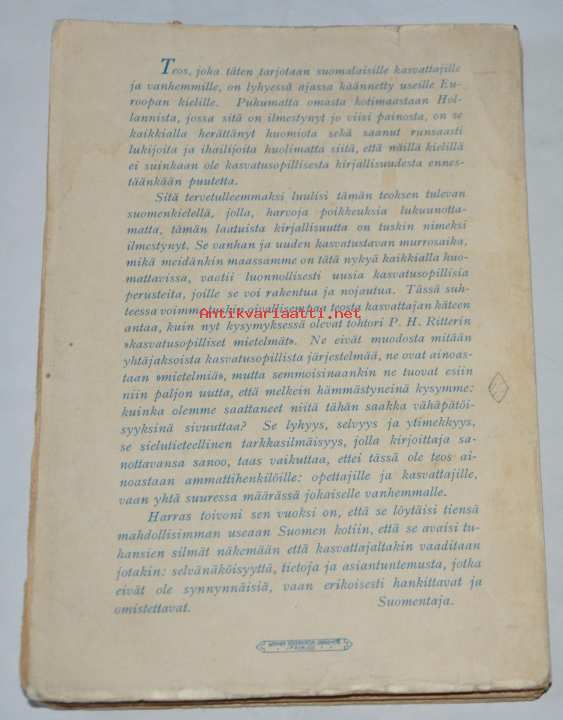 Teos, joka täten tarjotaan suomalaisille kasvattajille
ja vanhemmille, on lyhyessä ajassa käännetty useille Eu-
roopan kielille. Puhumatta omasta kotimaastaan Hol-
lannista, jossa sitä on ilmestynyt jo viisi painosta, on se
kaikkialla herättänyt huomiota sekä saanut runsaasti
lukijoita ja ihailijoita huolimatta siitä, että näillä kielillä
ei suinkaan ole kasvatusopillisesta kirjallisuudesta ennes-
täänkään puutetta.
Sitä tervetulleemmaksi luulisi tämän teoksen tulevan
suomenkielellä, jolla, harvoja poikkeuksia lukuunotta-
matta, tämän laatuista kirjallisuutta on tuskin nimeksi
ilmestynyt. Se vanhan ja uuden kasvatustavan murrosaika,
mikä meidänkin maassamme on tätä nykyä kaikkialla huo-
mattavissa, vaatii luonnollisesti uusia kasvatusopillisia
perusteita, joille se voi rakentua ja nojautua. Tässä suh-
teessa voimme tuskin
teosta kasvattajan käteen
Antikvariaatti.net
antaa, kuin nyt kysymyksessä olevat tohtori P. H. Ritterin
»kasvatusopilliset mietelmät». Ne eivät muodosta mitään
yhtäjaksoista kasvatusopillista järjestelmää, ne ovat ainoas-
taan »mietelmiä», mutta semmoisinaankin ne tuovat esiin
niin paljon uutta, että melkein hämmästyneinä kysymme:
kuinka olemme saattaneet niitä tähän saakka vähäpätöi-
syyksinä sivuuttaa? Se lyhyys, selvyys ja ytimekkyys,
se sielutieteellinen tarkkasilmäisyys, jolla kirjoittaja sa-
nottavansa sanoo, taas vaikuttaa, ettei tässä ole teos ai-
noastaan ammattihenkilöille: opettajille ja kasvattajille,
vaan yhtä suuressa määrässä jokaiselle vanhemmalle.
Harras toivoni sen vuoksi on, että se löytäisi tiensä
mahdollisimman useaan Suomen kotiin, että se avaisi tu-
hansien silmät näkemään että kasvattajaltakin vaaditaan
jotakin: selvänäköisyyttä, tietoja ja asiantuntemusta, jotka
eivät ole synnynnäisiä, vaan erikoisesti hankittavat ja
omistettavat. Suomentaja.